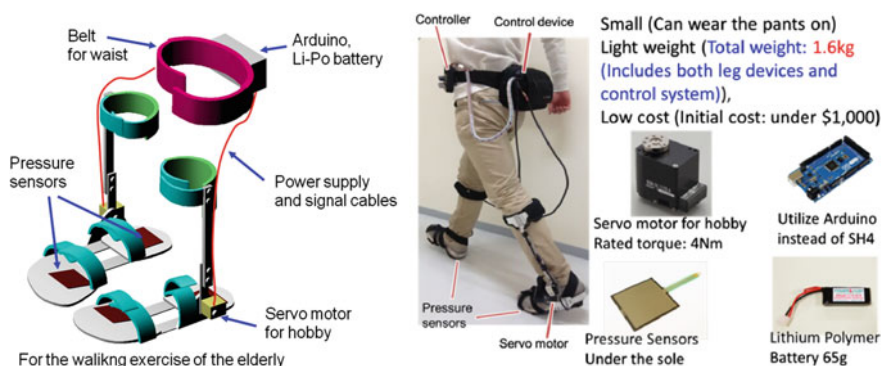 Belt
for waist
Arduino,
Li-Po battery
Pressure
sensors
Power supply
and signal cables
Servo motor
for hobby
For the waliking exercise of the elderly
Controller
Control device
Pressure
sensors
Servo motor
Small (Can wear the pants on)
Light weight (Total weight: 1.6kg
(Includes both leg devices and
control system)),
Low cost (Initial cost: under $1,000)
Servo motor for hobby
Rated torque: 4Nm
Utilize Arduino
instead of SH4
Pressure Sensors
Under the sole
Lithium Polymer
Battery 65g